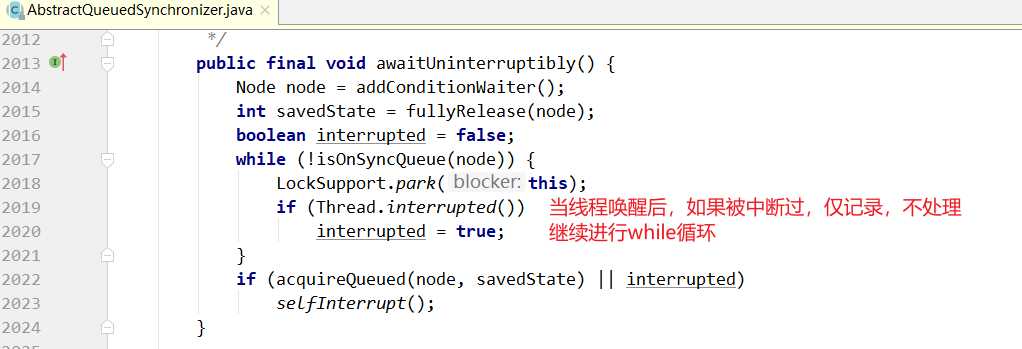 AbstractQueuedSynchronizer.java
2012 */
2013 public final void awaitUninterruptibly() {
2014 Node node = addConditionWaiter();
2015 int savedState = fullyRelease(node);
2016 boolean interrupted = false;
2017 while (!isOnSyncQueue(node)) {
2018 LockSupport.park( blocker: this);
2019 if (Thread.interrupted()) 当线程唤醒后，如果被中断过，仅记录，不处理
2020 interrupted = true; 继续进行while循环
2021 }
2022 if (acquireQueued(node, savedState) || interrupted)
2023 selfInterrupt();
2024 }